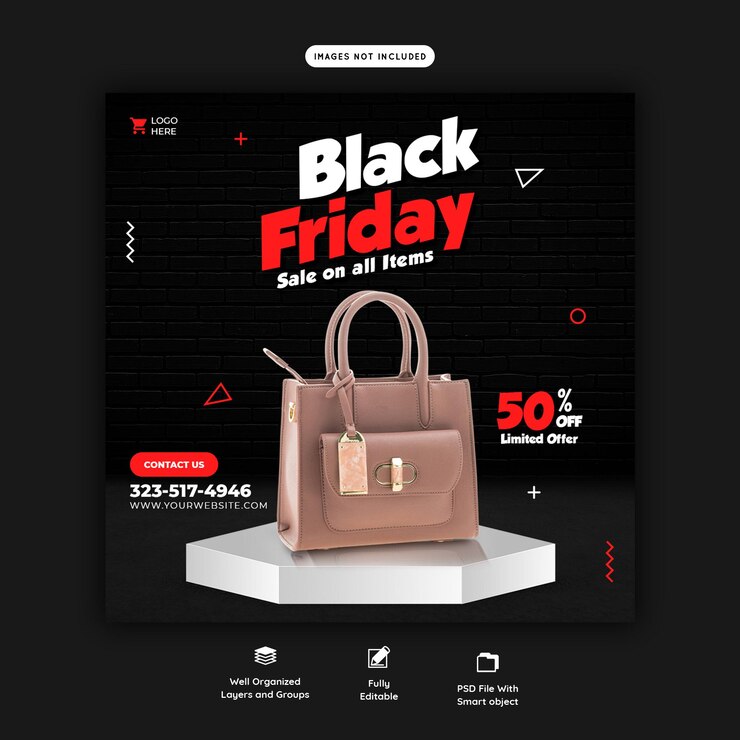 IMAGES NOT INCLUDED
LOGO
HERE
Black
Friday
Sale on all Items
50% OFF
Limited Offer
CONTACT US
323-517-4946
WWW.YOURWEBSITE.COM
Well Organized
Layers and Groups
Fully
Editable
PSD File With
Smart object